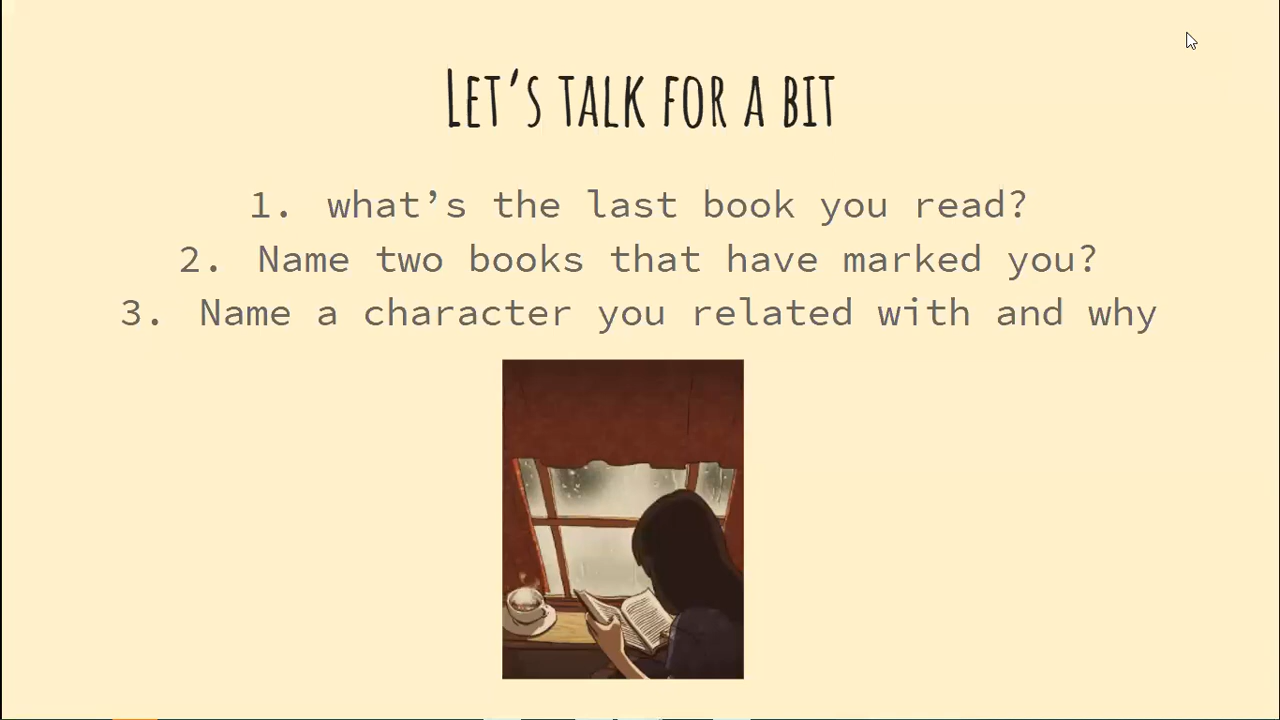 Let's talk for a bit
1. what's the last book you read?
2. Name two books that have marked you?
3. Name a character you related with and why